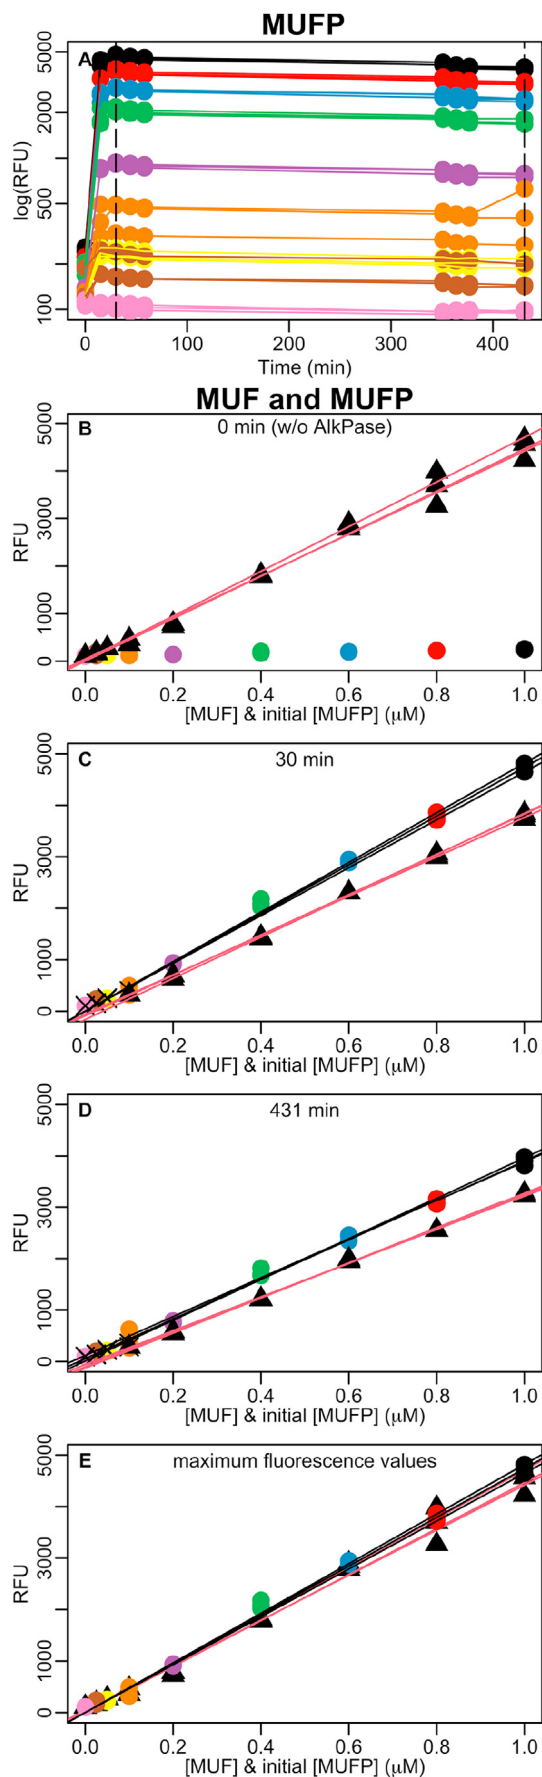 MUFP
A
log(RFU)
5000
2000
500
100
0 100 200 300 400
Time (min)
MUF and MUFP
B
0 min (w/o AlkPase)
RFU
5000
3000
1000
0
0.0 0.2 0.4 0.6 0.8 1.0
[MUF] & initial [MUFP] (μM)
C
30 min
RFU
5000
3000
1000
0
0.0 0.2 0.4 0.6 0.8 1.0
[MUF] & initial [MUFP] (μM)
D
431 min
RFU
5000
3000
1000
0
0.0 0.2 0.4 0.6 0.8 1.0
[MUF] & initial [MUFP] (μM)
E
maximum fluorescence values
RFU
5000
3000
1000
0
0.0 0.2 0.4 0.6 0.8 1.0
[MUF] & initial [MUFP] (μM)